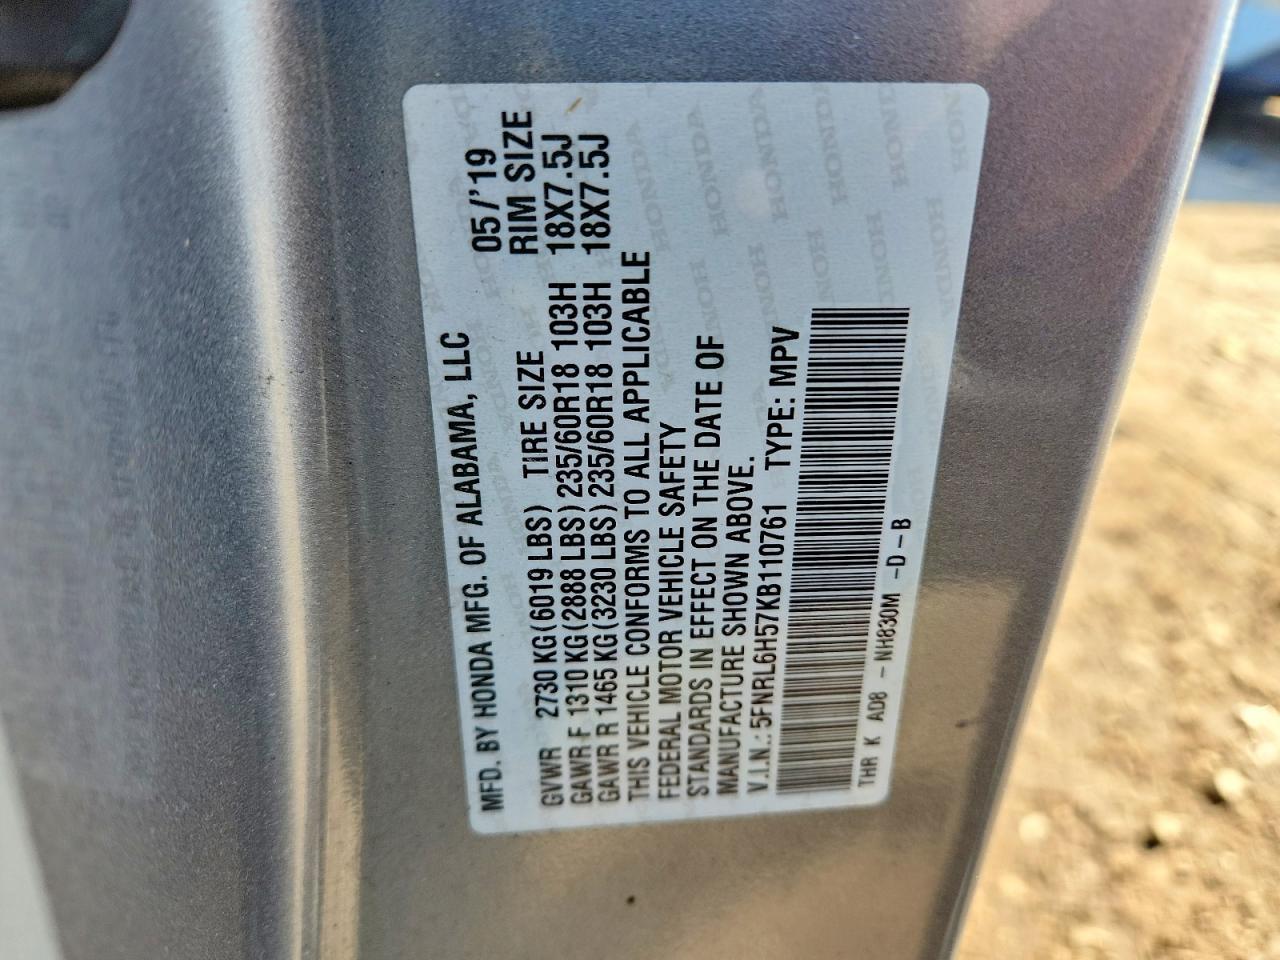 MFD. BY HONDA MFG. OF ALABAMA, LLC 05/'19
GVWR 2730 KG(6019 LBS) TIRE SIZE RIM SIZE
GAWR F 1310 KG(2888 LBS) 235/60R18 103H 18X7.5J
GAWR R 1465 KG(3230 LBS) 235/60R18 103H 18X7.5J
THIS VEHICLE CONFORMS TO ALL APPLICABLE
FEDERAL MOTOR VEHICLE SAFETY
STANDARDS IN EFFECT ON THE DATE OF
MANUFACTURE SHOWN ABOVE.
V.I.N.: 5FNRL6H57KB110761 TYPE: MPV
THR K A08 - NH830M - D - B